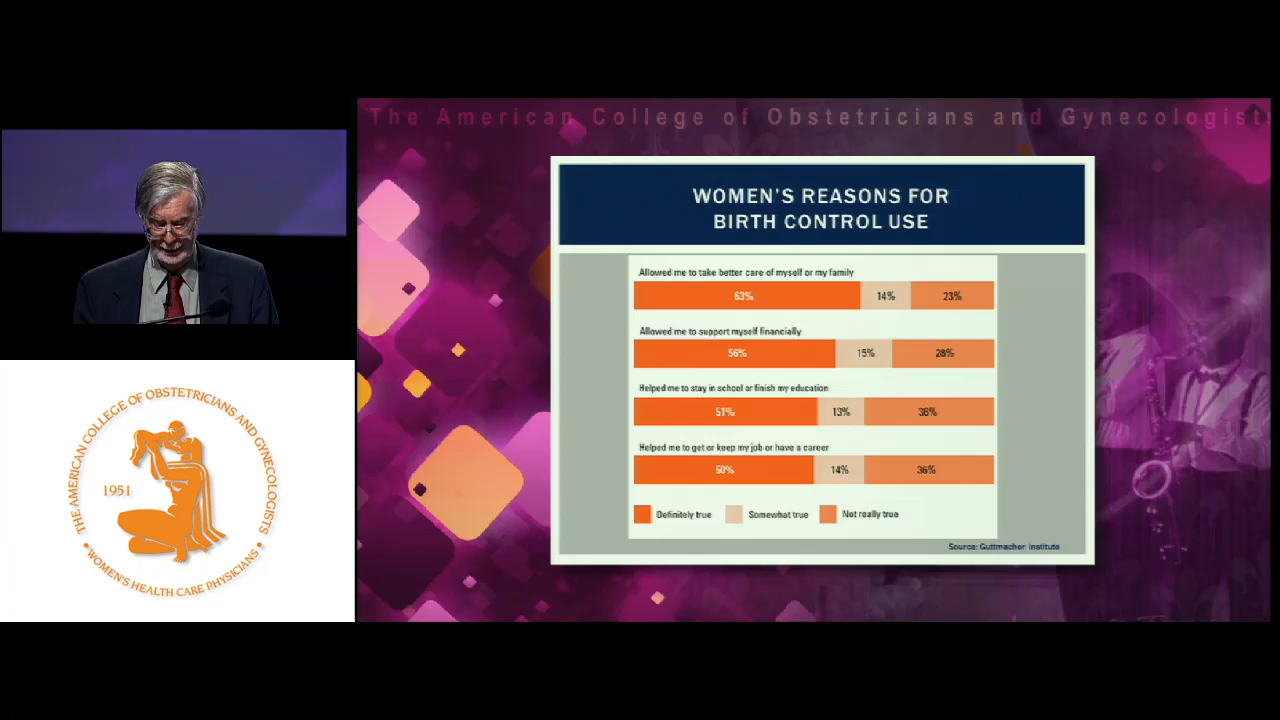 The American College of Obstetricians and Gynecologists
WOMEN'S REASONS FOR
BIRTH CONTROL USE
Allowed me to take better care of myself or my family
63% 14% 23%
Allowed me to support myself financially
56% 15% 28%
Helped me to stay in school or finish my education
51% 13% 36%
Helped me to get or keep my job or have a career
50% 14% 36%
Definitely true Somewhat true Not really true
Source: Guttmacher Institute
THE AMERICAN COLLEGE OF OBSTETRICIANS AND GYNECOLOGISTS
1951
• WOMEN'S HEALTH CARE PHYSICIANS •